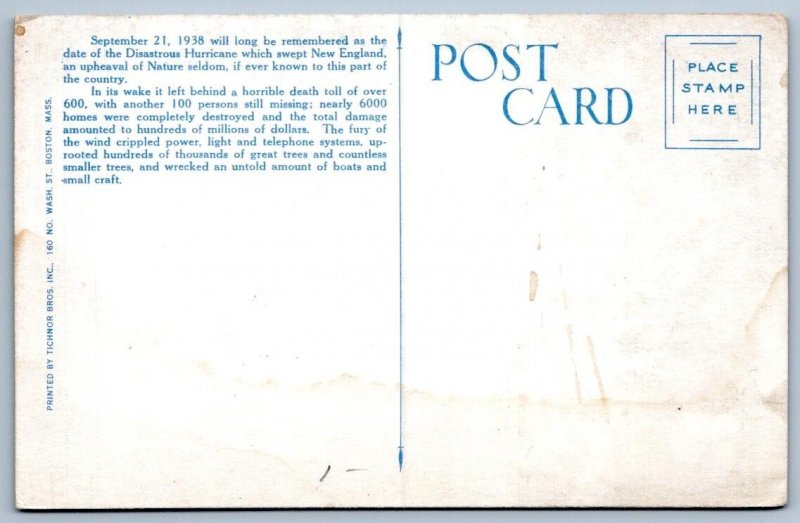 September 21, 1938 will long be remembered as the
date of the Disastrous Hurricane which swept New England,
an upheaval of Nature seldom, if ever known to this part of
the country.
In its wake it left behind a horrible death toll of over
600, with another 100 persons still missing; nearly 6000
homes were completely destroyed and the total damage
amounted to hundreds of millions of dollars. The fury of
the wind crippled power, light and telephone systems, up-
rooted hundreds of thousands of great trees and countless
smaller trees, and wrecked an untold amount of boats and
small craft.
PRINTED BY TICHNOR BROS. INC., 160 NO. WASH. ST., BOSTON, MASS.
POST
CARD
PLACE
STAMP
HERE